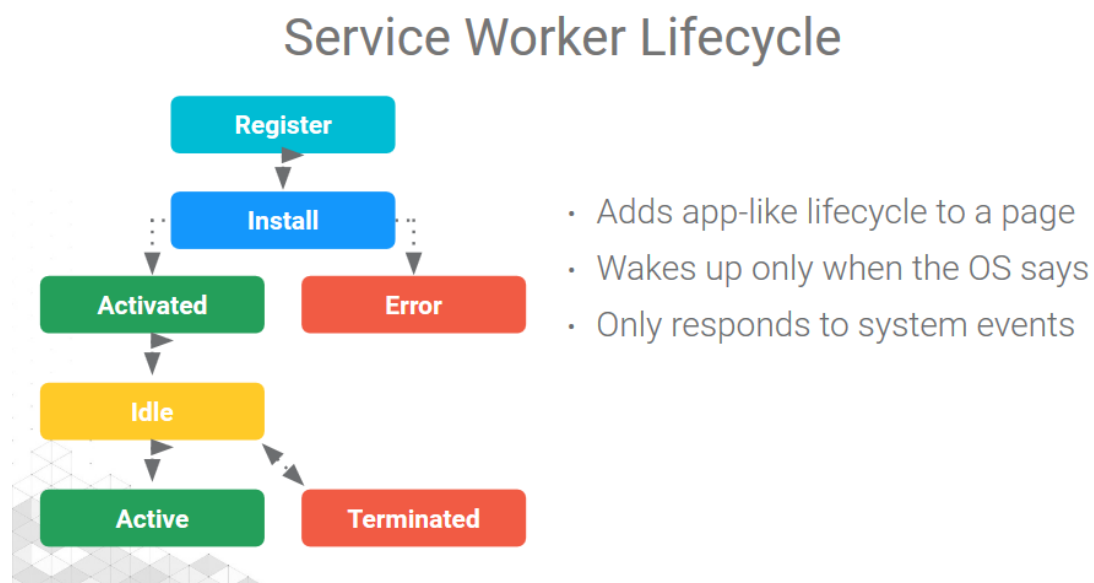 Service Worker Lifecycle
Register
Install
Activated
Error
Idle
Active
Terminated
· Adds app-like lifecycle to a page
· Wakes up only when the OS says
· Only responds to system events